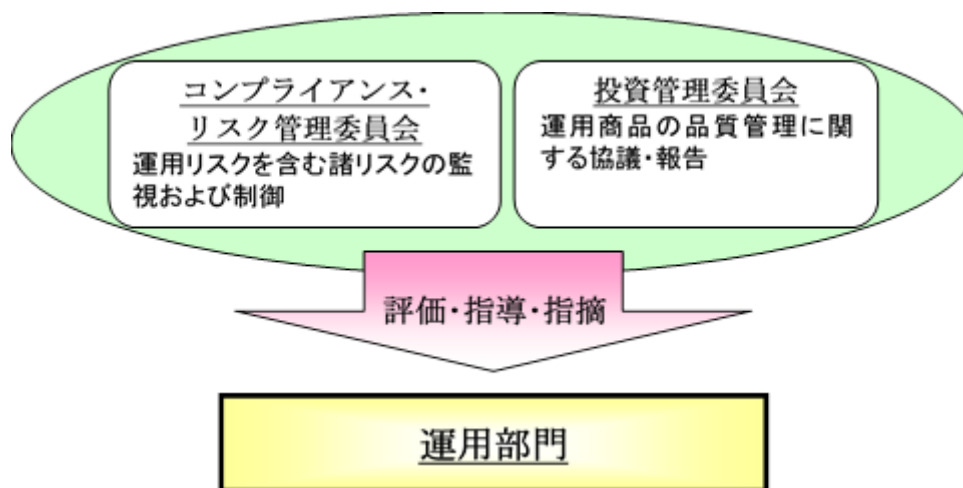 コンプライアンス・
リスク管理委員会
運用リスクを含む諸リスクの監
視および制御
投資管理委員会
運用商品の品質管理に関
する協議・報告
評価・指導・指摘
運用部門